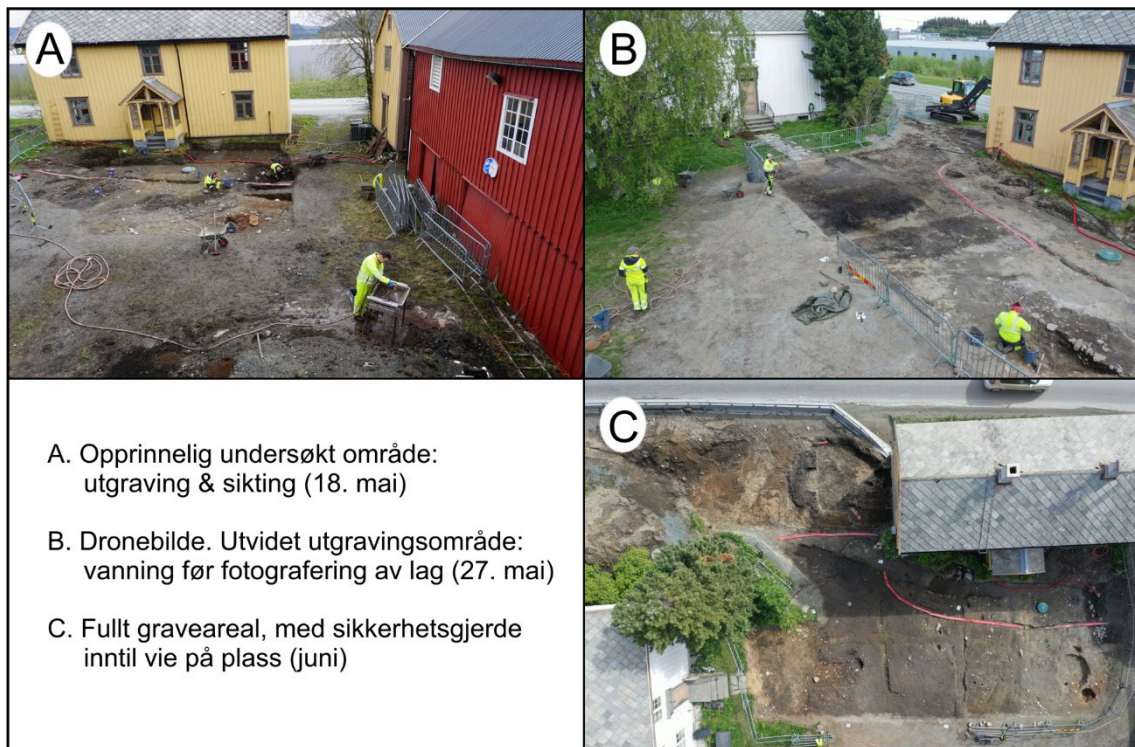 A
B
C
A. Opprinnelig undersøkt område:
utgraving & sikting (18. mai)
B. Dronebilde. Utvidet utgravingsområde:
vanning før fotografering av lag (27. mai)
C. Fullt graveareal, med sikkerhetsgjerde
inntil vie på plass (juni)